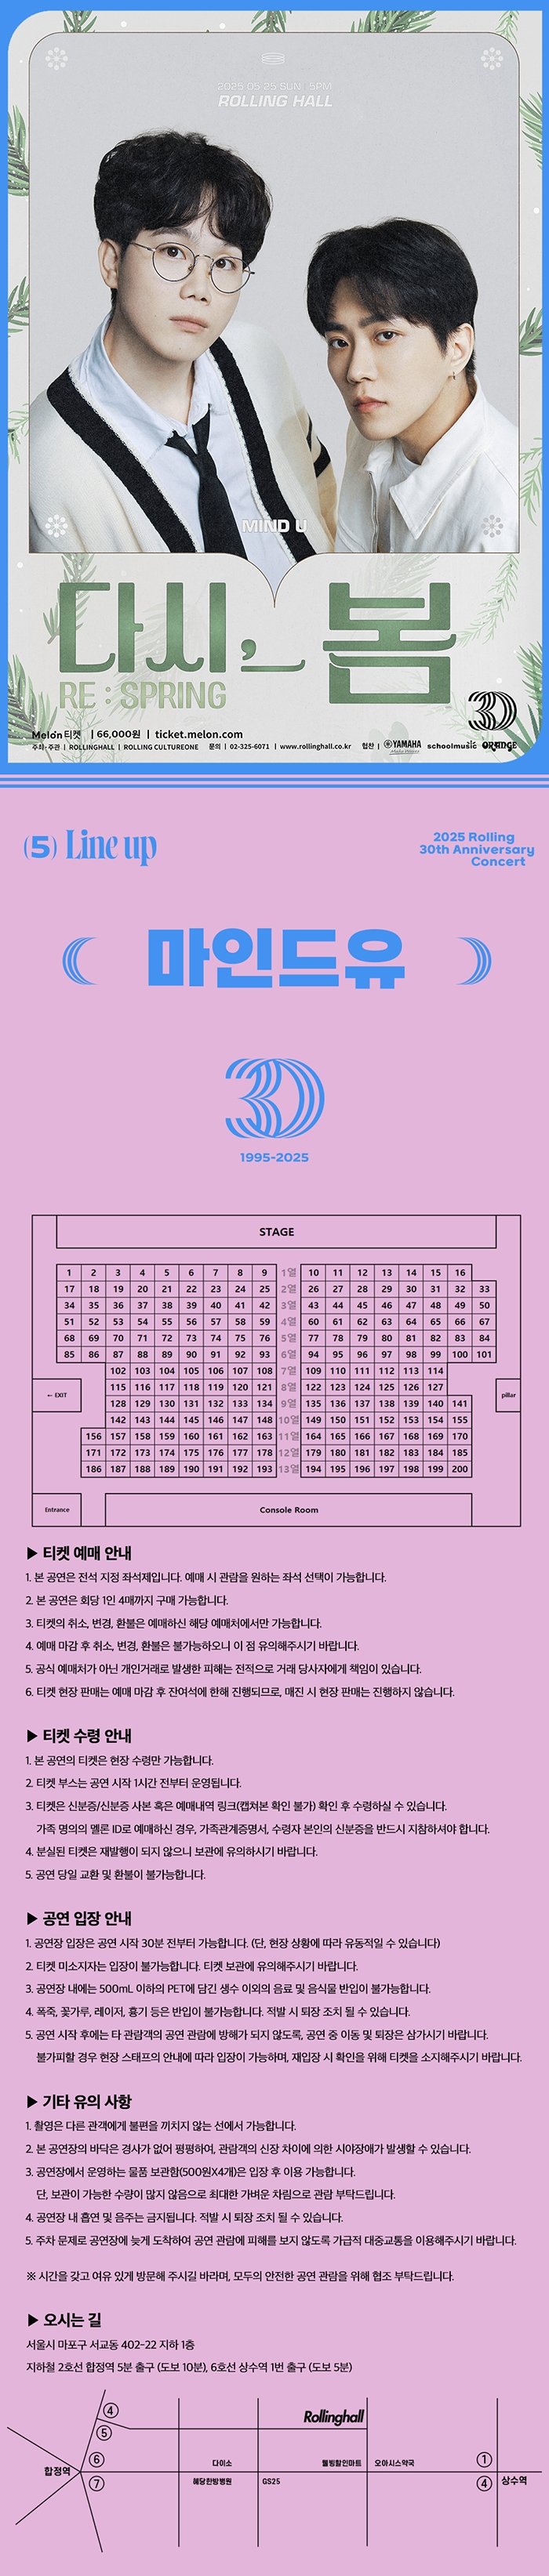 2025 05 25 SUN 5PM
ROLLING HALL
MIND U
다시, 봄
RE : SPRING
Melon 티켓 | 66,000원 | ticket.melon.com
주최·주관 | ROLLINGHALL | ROLLING CULTUREONE 문의 | 02-325-6071 | www.rollinghall.co.kr 협찬 | YAMAHA schoolmusic ORANGE
30
(5) Line up
2025 Rolling
30th Anniversary
Concert
마인드유
30
1995-2025
STAGE
1 2 3 4 5 6 7 8 9 1열 10 11 12 13 14 15 16
17 18 19 20 21 22 23 24 25 2열 26 27 28 29 30 31 32 33
34 35 36 37 38 39 40 41 42 3열 43 44 45 46 47 48 49 50
51 52 53 54 55 56 57 58 59 4열 60 61 62 63 64 65 66 67
68 69 70 71 72 73 74 75 76 5열 77 78 79 80 81 82 83 84
85 86 87 88 89 90 91 92 93 6열 94 95 96 97 98 99 100 101
102 103 104 105 106 107 108 7열 109 110 111 112 113 114
← EXIT 115 116 117 118 119 120 121 8열 122 123 124 125 126 127 pillar
128 129 130 131 132 133 134 9열 135 136 137 138 139 140 141
142 143 144 145 146 147 148 10열 149 150 151 152 153 154 155
156 157 158 159 160 161 162 163 11열 164 165 166 167 168 169 170
171 172 173 174 175 176 177 178 12열 179 180 181 182 183 184 185
186 187 188 189 190 191 192 193 13열 194 195 196 197 198 199 200
Entrance Console Room
▶ 티켓 예매 안내
1. 본 공연은 전석 지정 좌석제입니다. 예매 시 관람을 원하는 좌석 선택이 가능합니다.
2. 본 공연은 회당 1인 4매까지 구매 가능합니다.
3. 티켓의 취소, 변경, 환불은 예매하신 해당 예매처에서만 가능합니다.
4. 예매 마감 후 취소, 변경, 환불은 불가능하오니 이 점 유의해주시기 바랍니다.
5. 공식 예매처가 아닌 개인거래로 발생한 피해는 전적으로 거래 당사자에게 책임이 있습니다.
6. 티켓 현장 판매는 예매 마감 후 잔여석에 한해 진행되므로, 매진 시 현장 판매는 진행하지 않습니다.
▶ 티켓 수령 안내
1. 본 공연의 티켓은 현장 수령만 가능합니다.
2. 티켓 부스는 공연 시작 1시간 전부터 운영됩니다.
3. 티켓은 신분증/신분증 사본 혹은 예매내역 링크(캡쳐본 확인 불가) 확인 후 수령하실 수 있습니다.
가족 명의의 멜론 ID로 예매하신 경우, 가족관계증명서, 수령자 본인의 신분증을 반드시 지참하셔야 합니다.
4. 분실된 티켓은 재발행이 되지 않으니 보관에 유의하시기 바랍니다.
5. 공연 당일 교환 및 환불이 불가능합니다.
▶ 공연 입장 안내
1. 공연장 입장은 공연 시작 30분 전부터 가능합니다. (단, 현장 상황에 따라 유동적일 수 있습니다)
2. 티켓 미소지자는 입장이 불가능합니다. 티켓 보관에 유의해주시기 바랍니다.
3. 공연장 내에는 500mL 이하의 PET에 담긴 생수 이외의 음료 및 음식물 반입이 불가능합니다.
4. 폭죽, 꽃가루, 레이저, 흉기 등은 반입이 불가능합니다. 적발 시 퇴장 조치 될 수 있습니다.
5. 공연 시작 후에는 타 관람객의 공연 관람에 방해가 되지 않도록, 공연 중 이동 및 퇴장은 삼가시기 바랍니다.
불가피할 경우 현장 스태프의 안내에 따라 입장이 가능하며, 재입장 시 확인을 위해 티켓을 소지해주시기 바랍니다.
▶ 기타 유의 사항
1. 촬영은 다른 관객에게 불편을 끼치지 않는 선에서 가능합니다.
2. 본 공연장의 바닥은 경사가 없어 평평하여, 관람객의 신장 차이에 의한 시야장애가 발생할 수 있습니다.
3. 공연장에서 운영하는 물품 보관함(500원X4개)은 입장 후 이용 가능합니다.
단, 보관이 가능한 수량이 많지 않음으로 최대한 가벼운 차림으로 관람 부탁드립니다.
4. 공연장 내 흡연 및 음주는 금지됩니다. 적발 시 퇴장 조치 될 수 있습니다.
5. 주차 문제로 공연장에 늦게 도착하여 공연 관람에 피해를 보지 않도록 가급적 대중교통을 이용해주시기 바랍니다.
※ 시간을 갖고 여유 있게 방문해 주시길 바라며, 모두의 안전한 공연 관람을 위해 협조 부탁드립니다.
▶ 오시는 길
서울시 마포구 서교동 402-22 지하 1층
지하철 2호선 합정역 5분 출구 (도보 10분), 6호선 상수역 1번 출구 (도보 5분)
④
⑤
Rollinghall
⑥ 다이소 웰빙할인마트 오아시스약국 ①
합정역
⑦ 혜당한방병원 GS25 ④ 상수역